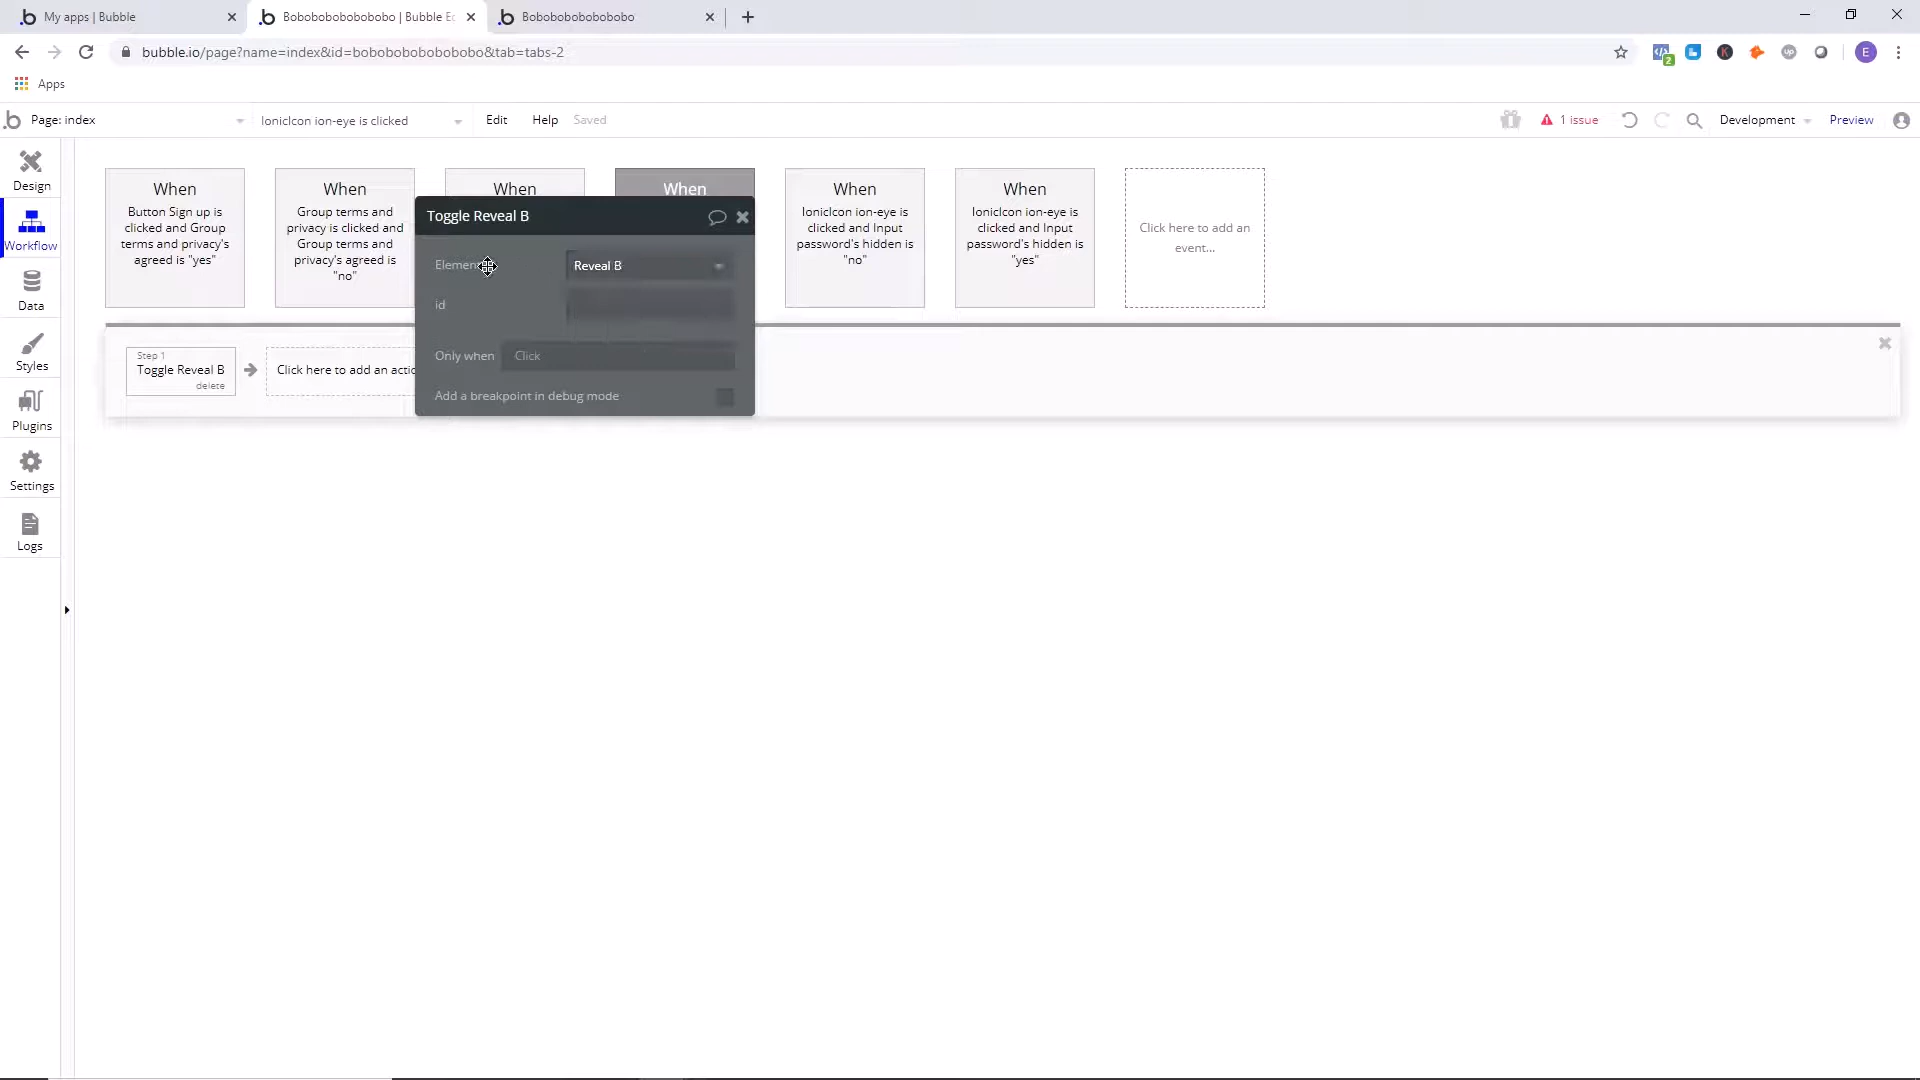 My apps | Bubble
Bobobobobobobobo | Bubble Ec
Bobobobobobobobo
bubble.io/page?name=index&id=bobobobobobobobo&tab=tabs-2
2
E
Apps
Page: index
IonicIcon ion-eye is clicked
Edit
Help
Saved
1 issue
Development
Preview
Design
Workflow
Data
Styles
Plugins
Settings
Logs
When
Button Sign up is
clicked and Group
terms and privacy's
agreed is "yes"
When
Group terms and
privacy is clicked and
Group terms and
privacy's agreed is
"no"
When
When
When
IonicIcon ion-eye is
clicked and Input
password's hidden is
"no"
When
IonicIcon ion-eye is
clicked and Input
password's hidden is
"yes"
Click here to add an
event...
Toggle Reveal B
Elemen
Reveal B
id
Only when
Click
Add a breakpoint in debug mode
Step 1
Toggle Reveal B
delete
Click here to add an actio